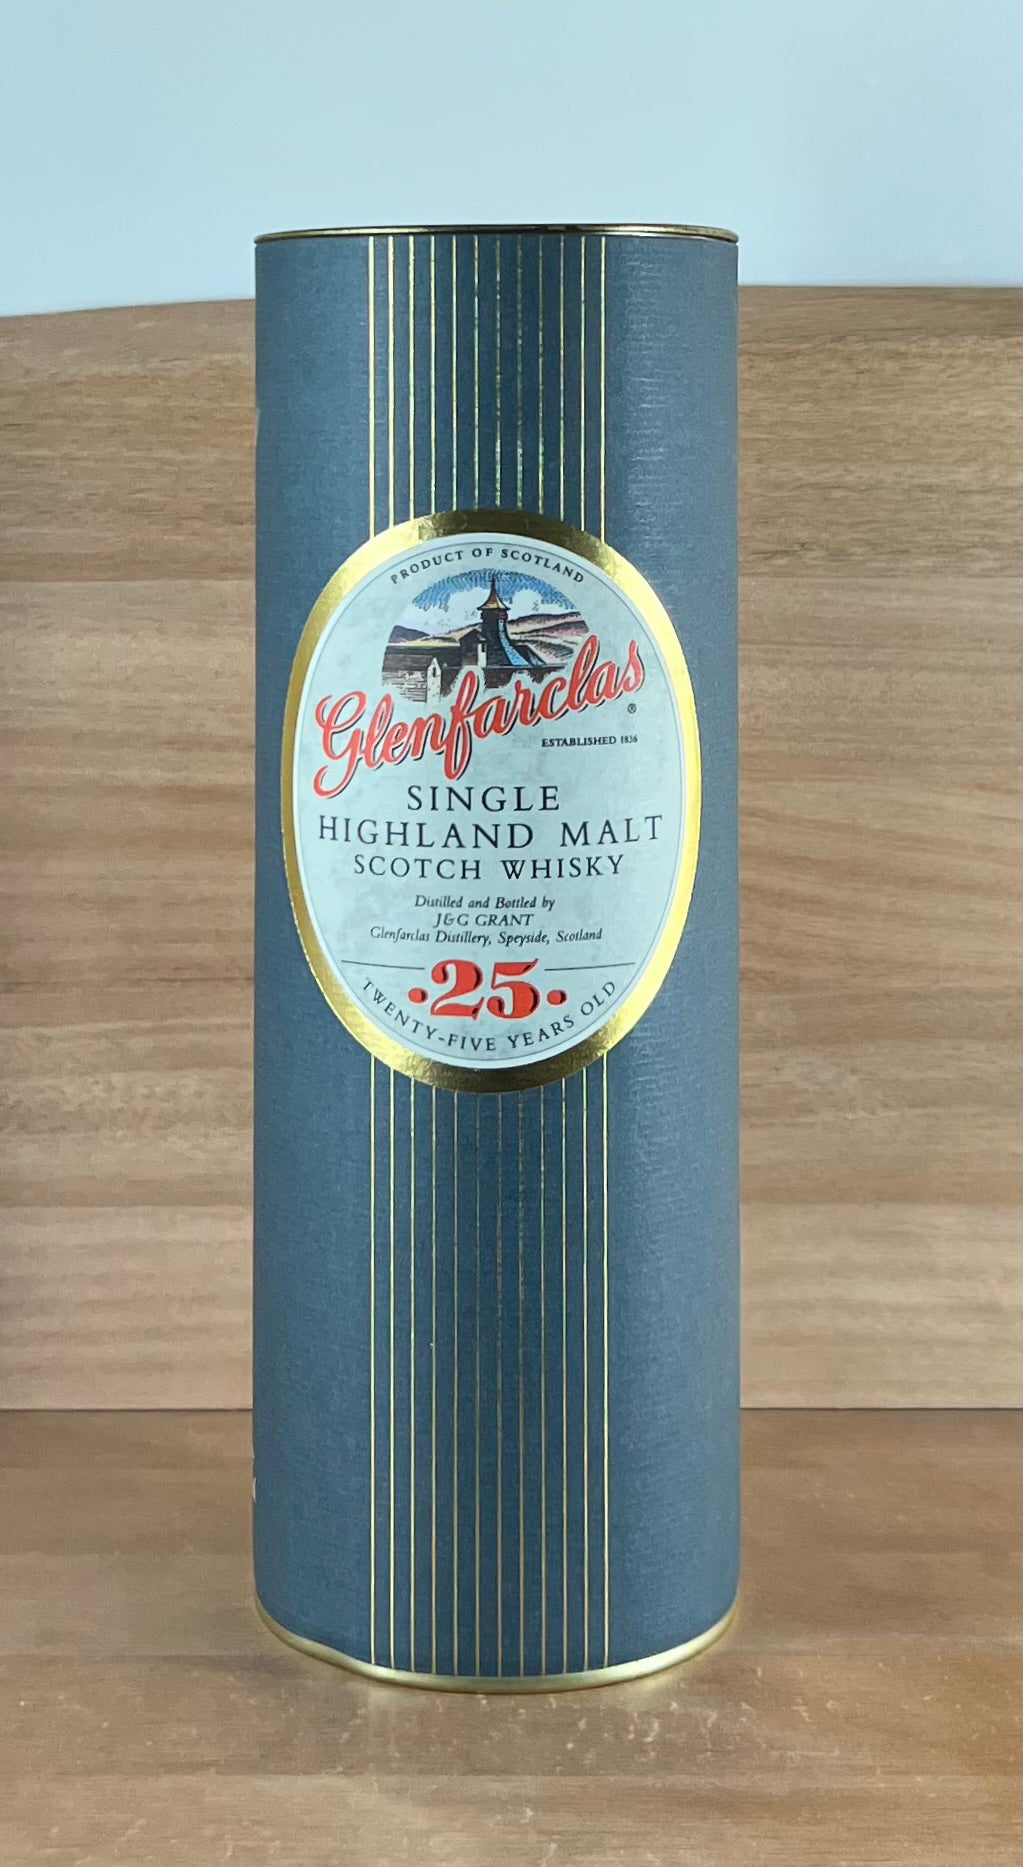 PRODUCT OF SCOTLAND
Glenfarclas®
ESTABLISHED 1836
SINGLE
HIGHLAND MALT
SCOTCH WHISKY
Distilled and Bottled by
J&G GRANT
Glenfarclas Distillery, Speyside, Scotland
·25·
TWENTY-FIVE YEARS OLD